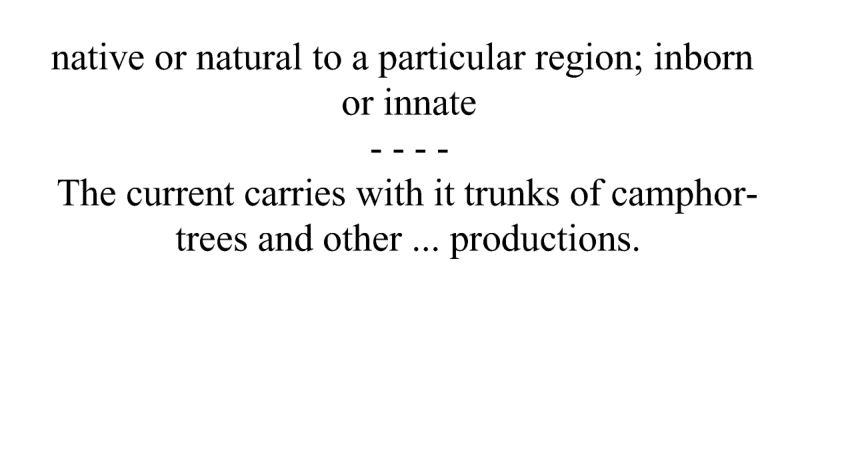 native or natural to a particular region; inborn
or innate
- - - -
The current carries with it trunks of camphor-
trees and other ... productions.